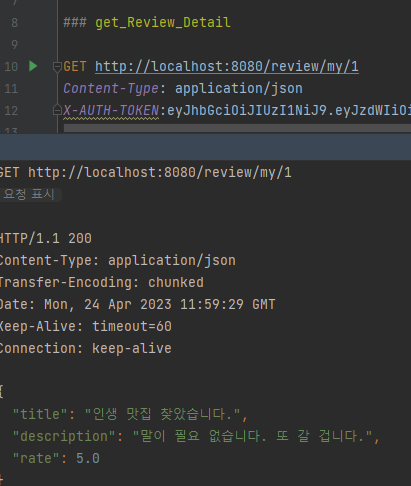 8 ### get_Review_Detail
9
10 GET http://localhost:8080/review/my/1
11 Content-Type: application/json
12 X-AUTH-TOKEN:eyJhbGciOiJIUzI1NiJ9.eyJzdWIiOi
13
GET http://localhost:8080/review/my/1
요청 표시
HTTP/1.1 200
Content-Type: application/json
Transfer-Encoding: chunked
Date: Mon, 24 Apr 2023 11:59:29 GMT
Keep-Alive: timeout=60
Connection: keep-alive
{
"title": "인생 맛집 찾았습니다.",
"description": "말이 필요 없습니다. 또 갈 겁니다.",
"rate": 5.0
}